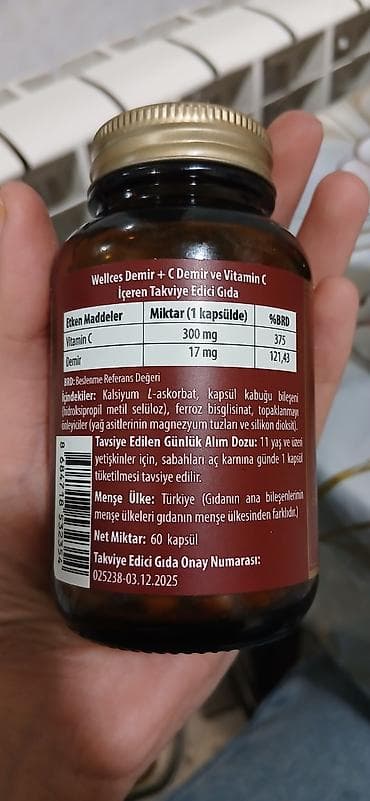 Wellces Demir + C Demir ve Vitamin C
İçeren Takviye Edici Gıda
Etken Maddeler Miktar (1 kapsülde) %BRD
Vitamin C 300 mg 375
Demir 17 mg 121,43
BRD: Beslenme Referans Değeri
İçindekiler: Kalsiyum L-askorbat, kapsül kabuğu bileşeni
(hidroksipropil metil selüloz), ferroz bisglisinat, topaklanmayı
önleyiciler (yağ asitlerinin magnezyum tuzları ve silikon dioksit).
Tavsiye Edilen Günlük Alım Dozu: 11 yaş ve üzeri
yetişkinler için, sabahları aç karnına günde 1 kapsül
tüketilmesi tavsiye edilir.
Menşe Ülke: Türkiye (Gıdanın ana bileşenlerinin
menşe ülkeleri gıdanın menşe ülkesinden farklıdır.)
Net Miktar: 60 kapsül
Takviye Edici Gıda Onay Numarası:
025238-03.12.2025
8 684718 532354